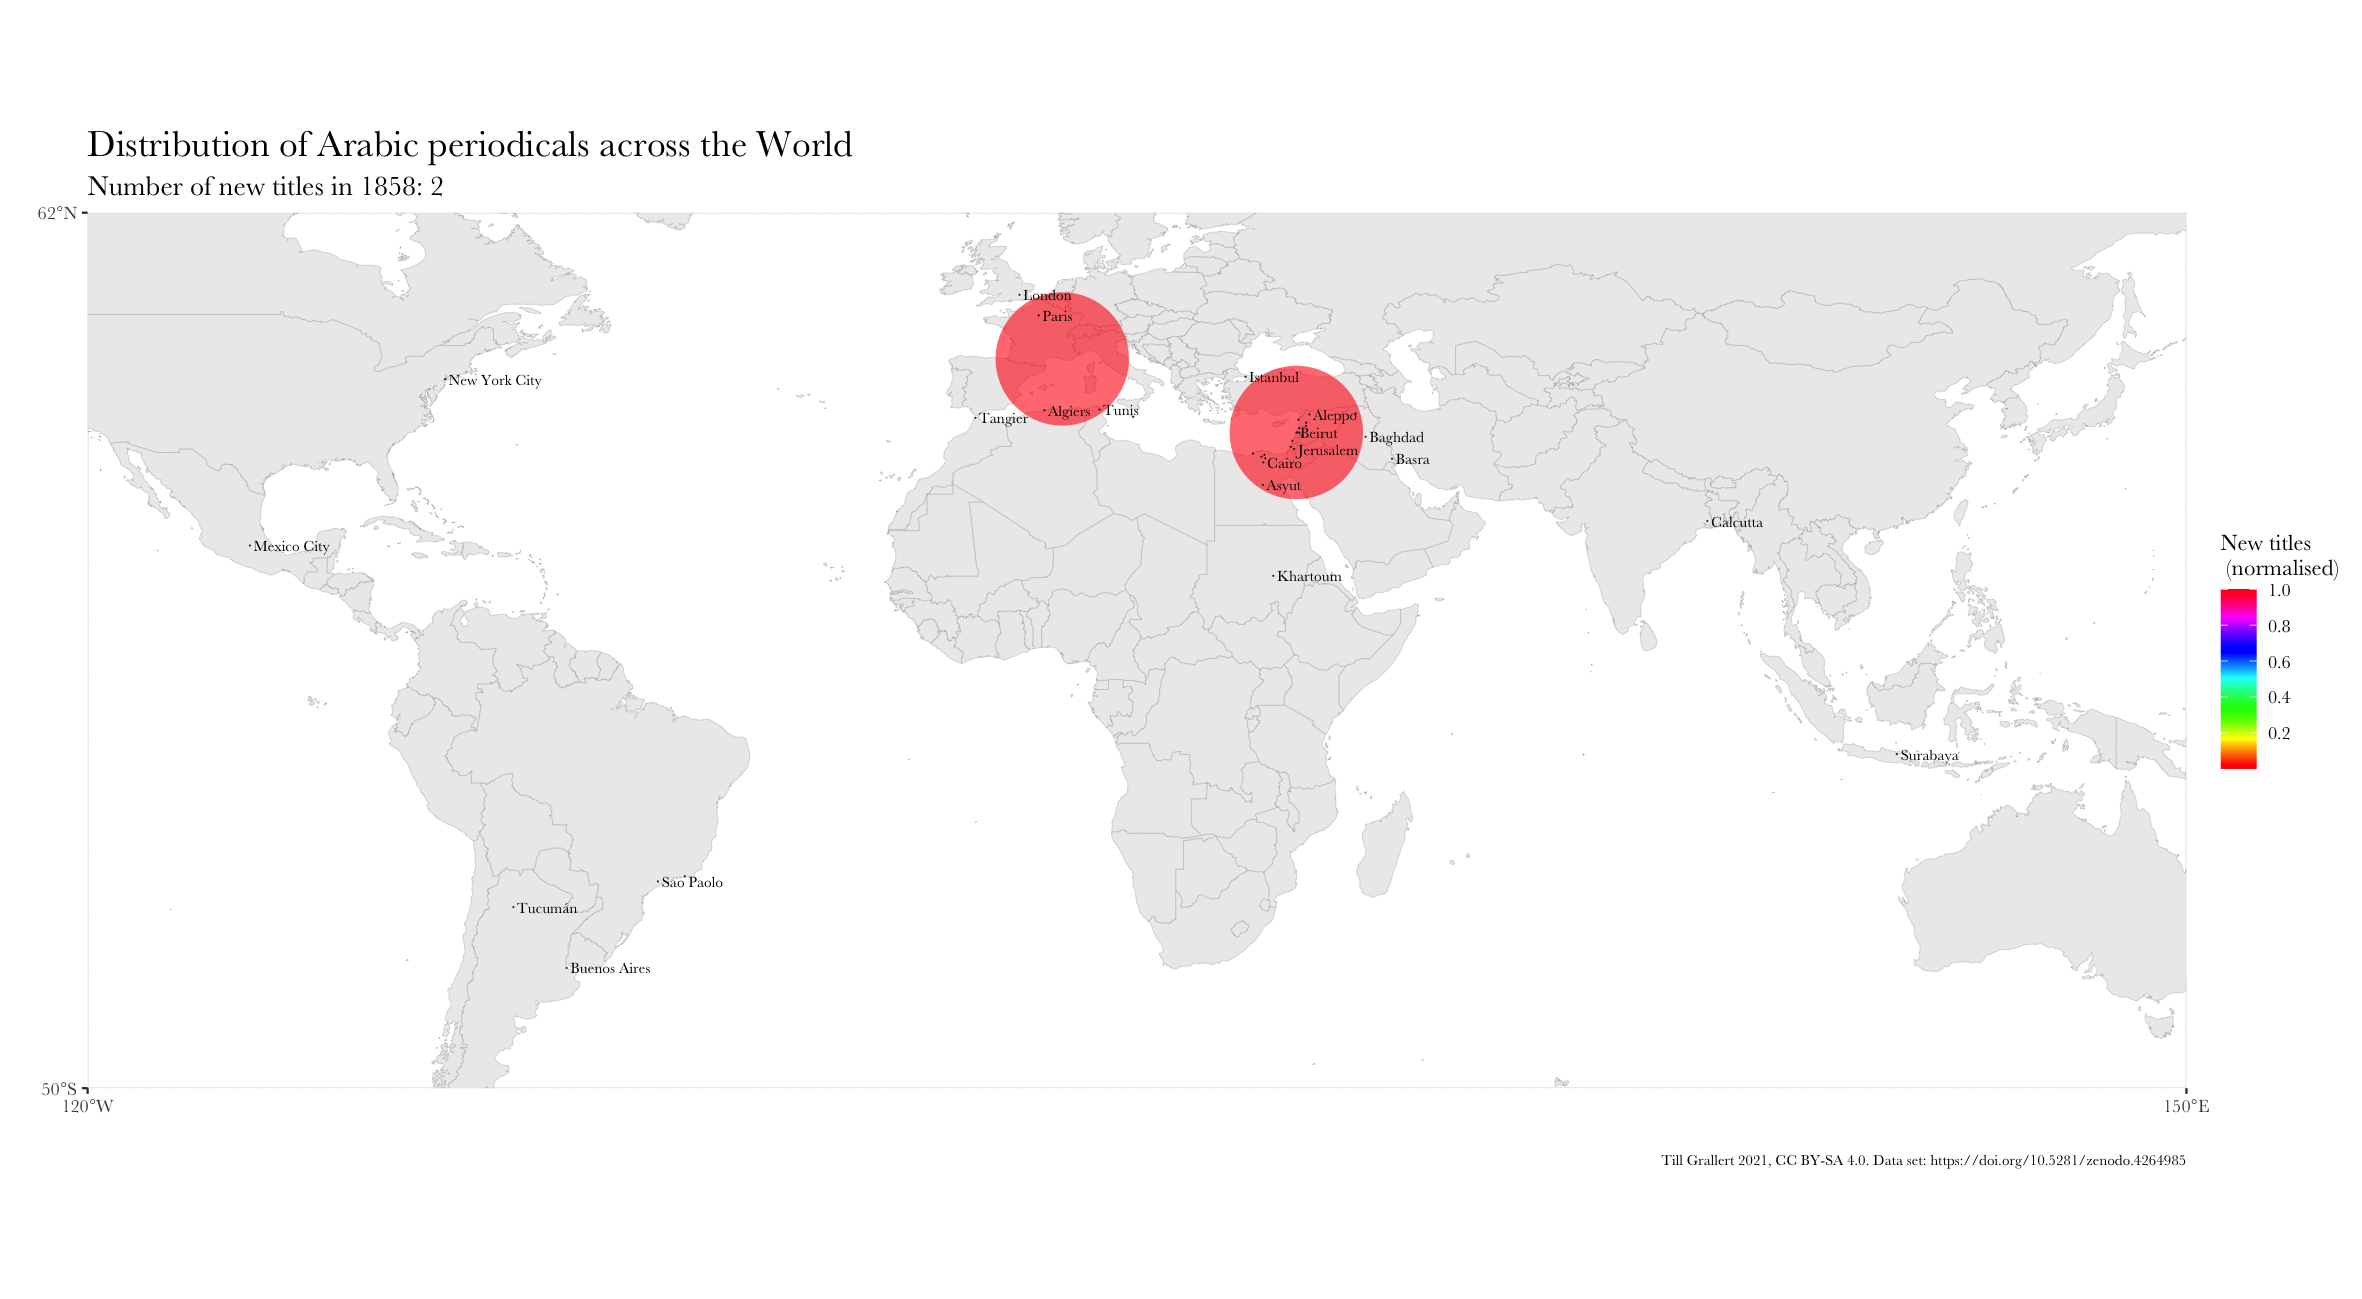 Distribution of Arabic periodicals across the World
Number of new titles in 1858: 2
62°N
London
Paris
New York City
Istanbul
Tangier
Algiers
Tunis
Aleppo
Beirut
Baghdad
Jerusalem
Basra
Cairo
Asyut
Calcutta
Mexico City
Khartoum
New titles
(normalised)
1.0
0.8
0.6
0.4
0.2
Surabaya
Sao Paolo
Tucumán
Buenos Aires
50°S
120°W
150°E
Till Grallert 2021, CC BY-SA 4.0. Data set: https://doi.org/10.5281/zenodo.4264985